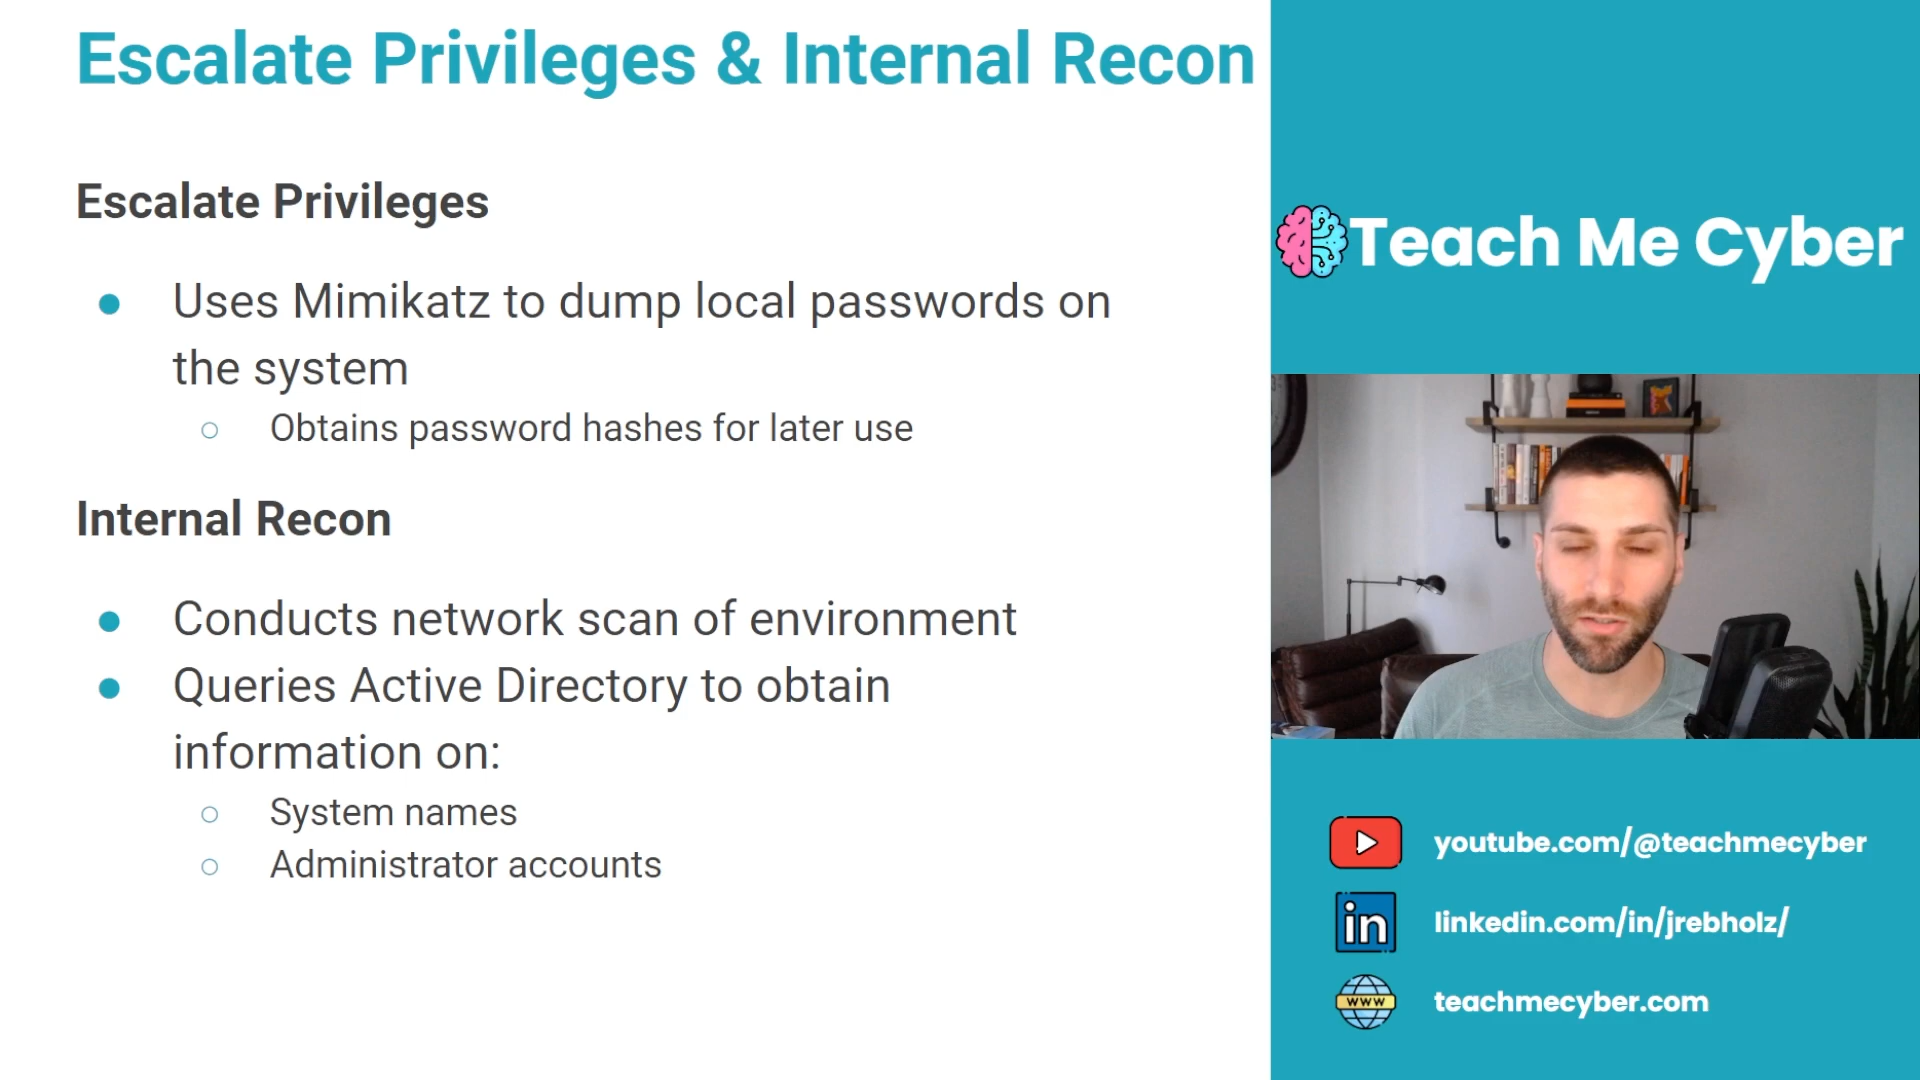 Escalate Privileges & Internal Recon
Escalate Privileges
● Uses Mimikatz to dump local passwords on
the system
○ Obtains password hashes for later use
Internal Recon
● Conducts network scan of environment
● Queries Active Directory to obtain
information on:
○ System names
○ Administrator accounts
Teach Me Cyber
youtube.com/@teachmecyber
in
linkedin.com/in/jrebholz/
www
teachmecyber.com